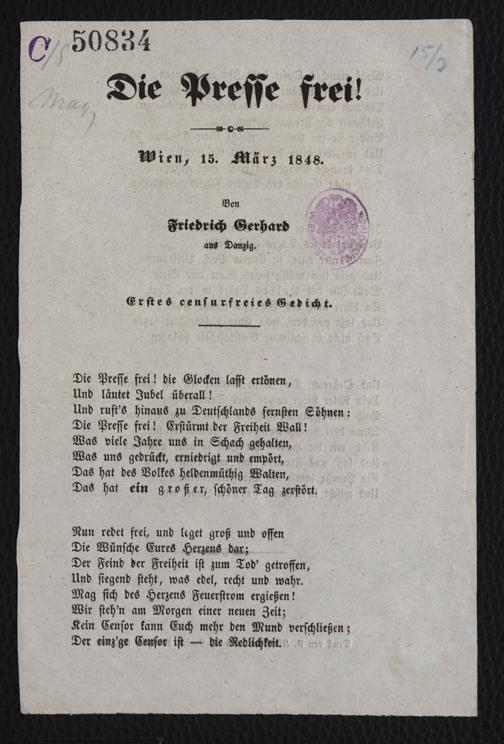 C/5 50834
15/3
Die Presse frei!
Wien, 15. März 1848.
Von
Friedrich Gerhard
aus Danzig.
Erstes censurfreies Gedicht.
Die Presse frei! die Glocken lasst ertönen,
Und läutet Jubel überall!
Und ruft's hinaus zu Deutschlands fernsten Söhnen:
Die Presse frei! Erstürmt der Freiheit Wall!
Was viele Jahre uns in Schach gehalten,
Was uns gedrückt, erniedrigt und empört,
Das hat des Volkes heldenmüthig Walten,
Das hat ein großer, schöner Tag zerstört.
Nun redet frei, und leget groß und offen
Die Wünsche Eures Herzens dar;
Der Feind der Freiheit ist zum Tod' getroffen,
Und siegend steht, was edel, recht und wahr.
Mag sich des Herzens Feuerstrom ergießen!
Wir steh'n am Morgen einer neuen Zeit;
Kein Censor kann Euch mehr den Mund verschließen;
Der einz'ge Censor ist — die Redlichkeit.